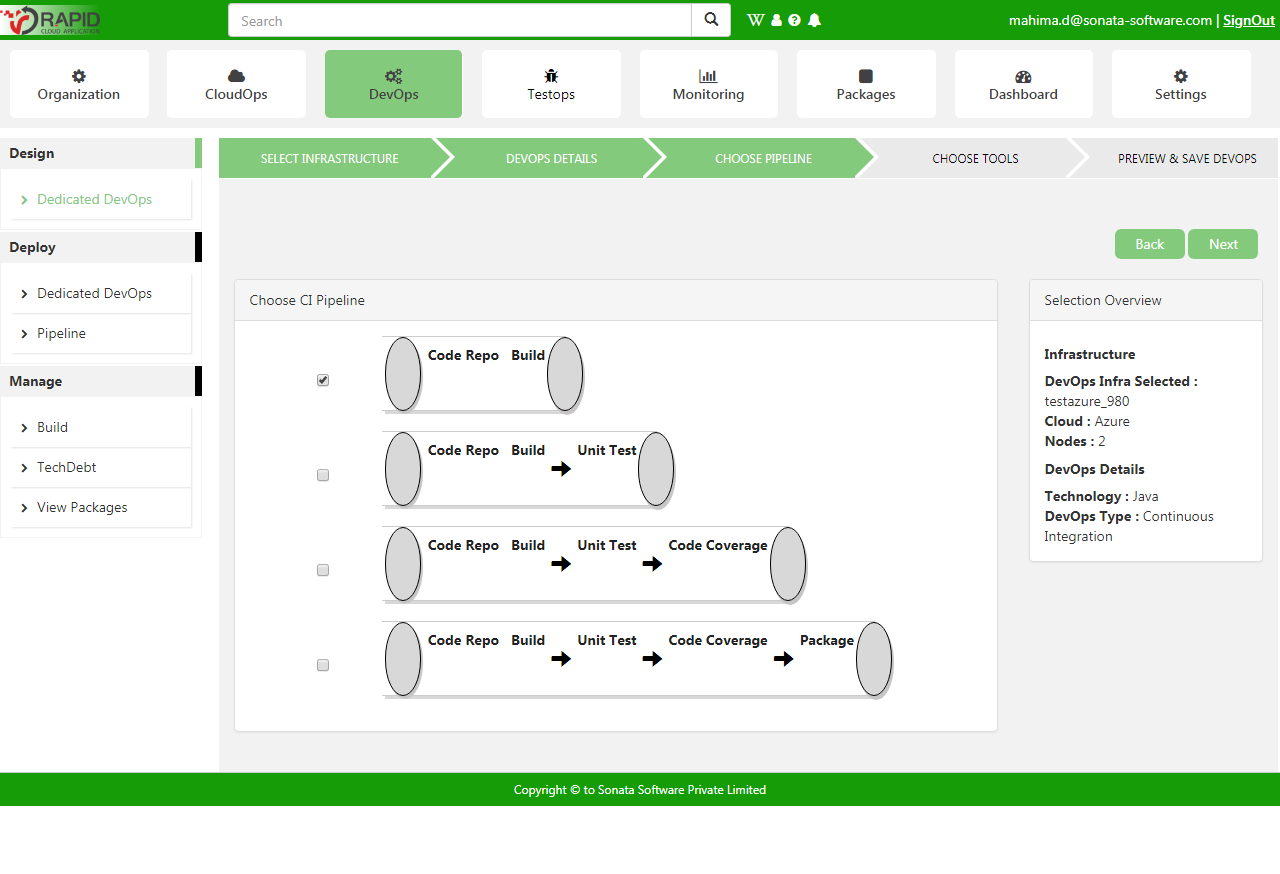 RAPID
CLOUD APPLICATION
Search
mahima.d@sonata-software.com | SignOut
Organization
CloudOps
DevOps
Testops
Monitoring
Packages
Dashboard
Settings
Design
Dedicated DevOps
Deploy
Dedicated DevOps
Pipeline
Manage
Build
TechDebt
View Packages
SELECT INFRASTRUCTURE
DEVOPS DETAILS
CHOOSE PIPELINE
CHOOSE TOOLS
PREVIEW & SAVE DEVOPS
Back
Next
Choose CI Pipeline
Code Repo Build
Code Repo Build Unit Test
Code Repo Build Unit Test Code Coverage
Code Repo Build Unit Test Code Coverage Package
Selection Overview
Infrastructure
DevOps Infra Selected :
testazure_980
Cloud : Azure
Nodes : 2
DevOps Details
Technology : Java
DevOps Type : Continuous
Integration
Copyright © to Sonata Software Private Limited